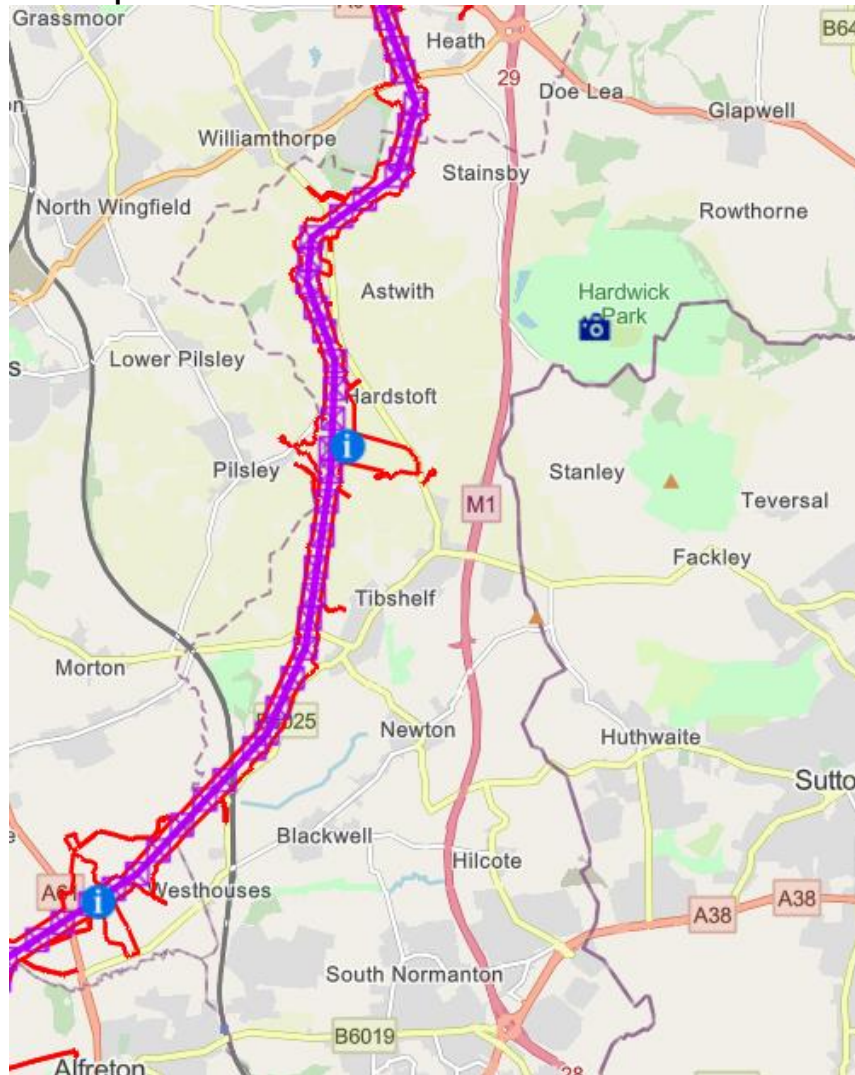 Grassmoor
Heath
B64
29
Doe Lea
Glapwell
Williamthorpe
Stainsby
North Wingfield
Rowthorne
Astwith
Hardwick
Park
Lower Pilsley
Hardstoft
i
Pilsley
Stanley
M1
Teversal
Fackley
Tibshelf
Morton
025
Newton
Huthwaite
Sutto
Blackwell
Hilcote
A61
Westhouses
i
A38
A38
South Normanton
B6019
Alfreton
28